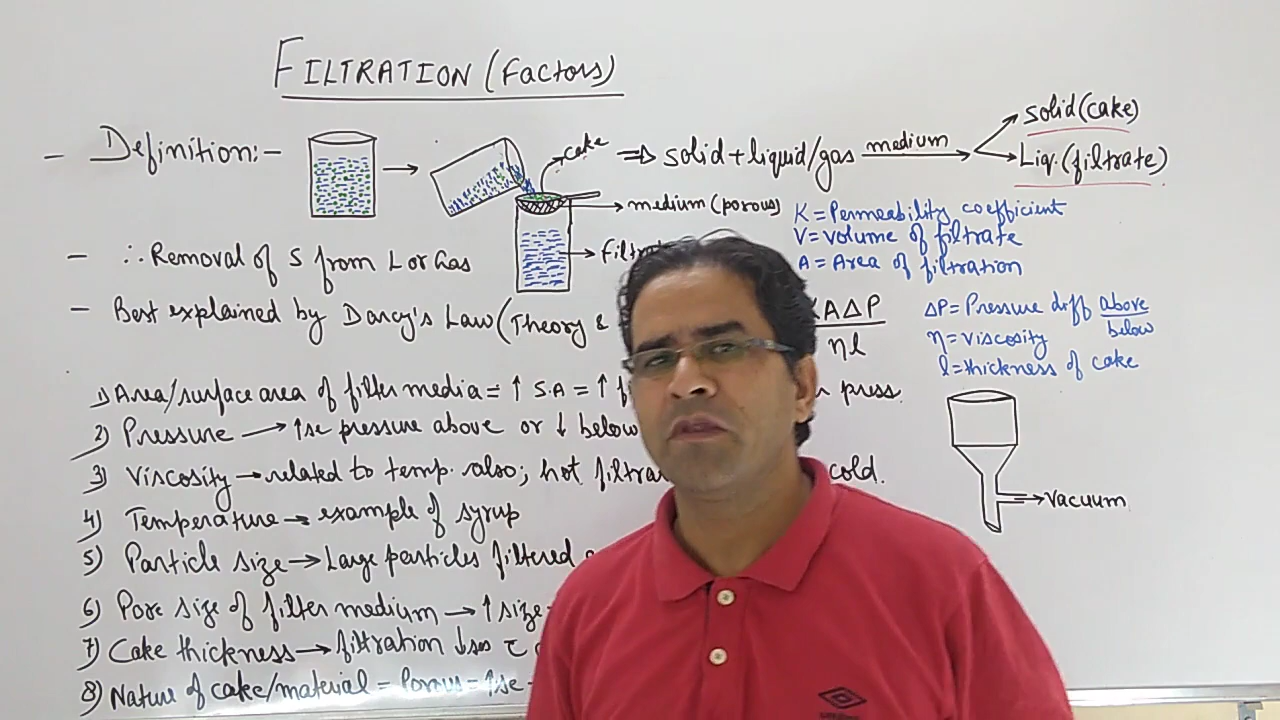 FILTRATION (Factors)
- Definition:-
cake
⇒ solid + liquid/gas medium → solid (cake)
Liq. (filtrate)
→ medium (porous)
K = Permeability coefficient
V = volume of filtrate
A = Area of filtration
- ∴ Removal of S from L or Gas
- Best explained by Darcy's Law (Theory &
KAΔP
ηl
ΔP = Pressure diff above
below
η = viscosity
l = thickness of cake
1) Area/surface area of filter media = ↑ S.A = ↑ press.
2) Pressure → ↑se pressure above or ↓ below
3) Viscosity → related to temp. also; hot cold.
4) Temperature → example of syrup
5) Particle size → Large particles filtered
6) Pore size of filter medium → ↑ size
7) Cake thickness → filtration ↓ses
8) Nature of cake/material = Porous = ↑se
→ vacuum